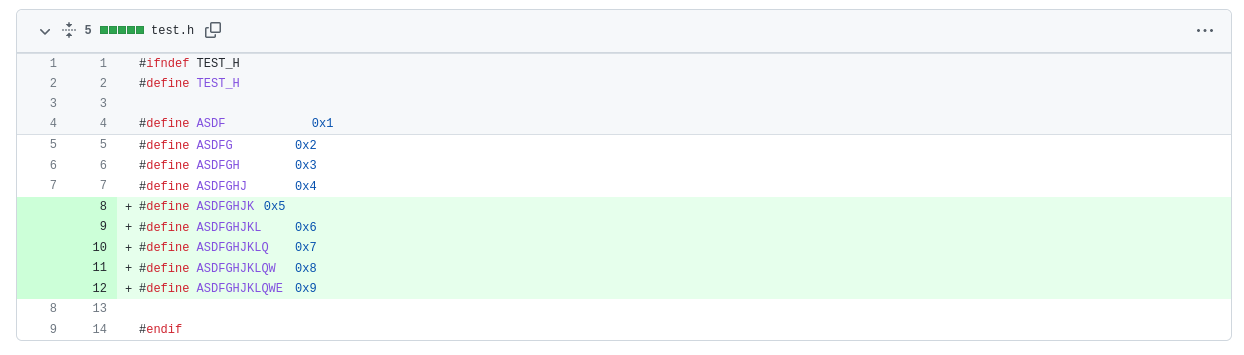 5 test.h
1 1 #ifndef TEST_H
2 2 #define TEST_H
3 3
4 4 #define ASDF 0x1
5 5 #define ASDFG 0x2
6 6 #define ASDFGH 0x3
7 7 #define ASDFGHJ 0x4
8 + #define ASDFGHJK 0x5
9 + #define ASDFGHJKL 0x6
10 + #define ASDFGHJKLQ 0x7
11 + #define ASDFGHJKLQW 0x8
12 + #define ASDFGHJKLQWE 0x9
8 13
9 14 #endif